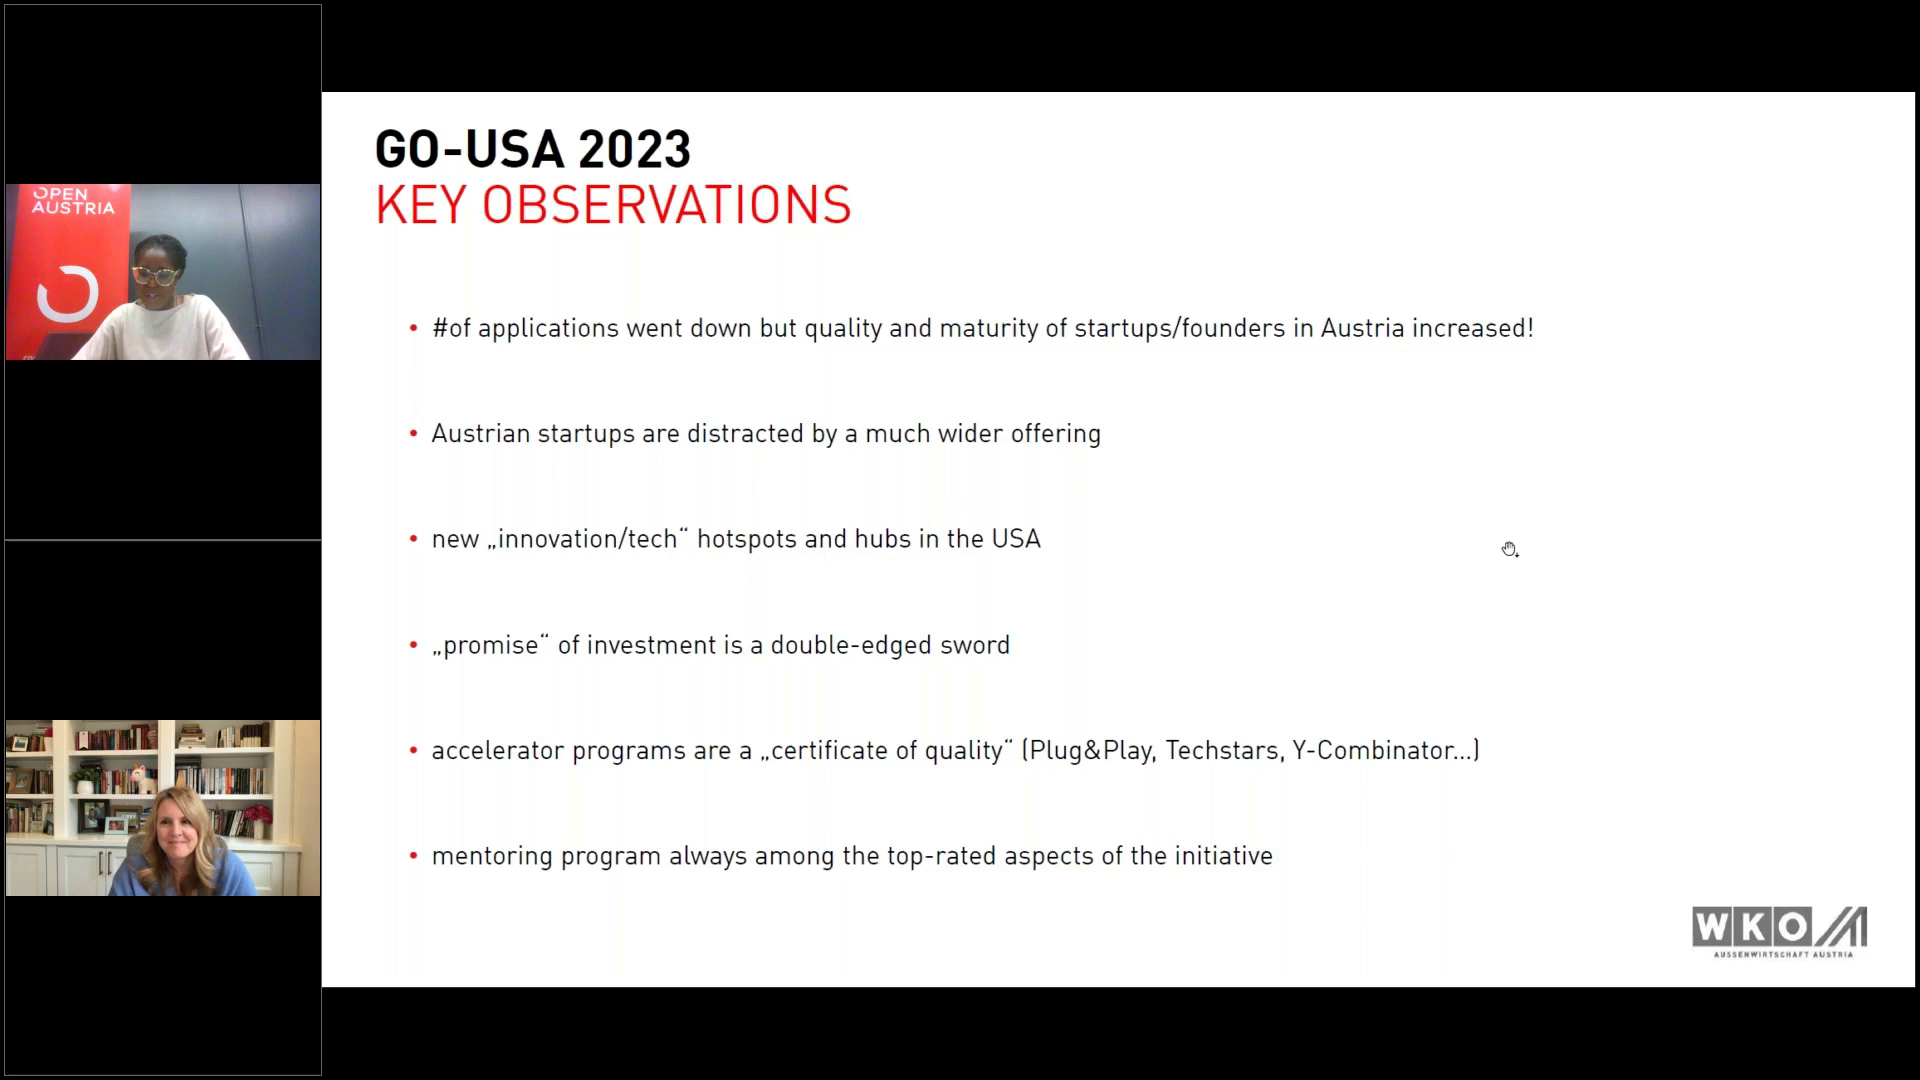 OPEN
AUSTRIA
GO-USA 2023
KEY OBSERVATIONS
• #of applications went down but quality and maturity of startups/founders in Austria increased!
• Austrian startups are distracted by a much wider offering
• new „innovation/tech“ hotspots and hubs in the USA
• „promise“ of investment is a double-edged sword
• accelerator programs are a „certificate of quality“ (Plug&Play, Techstars, Y-Combinator...)
• mentoring program always among the top-rated aspects of the initiative
WKO
AUSSENWIRTSCHAFT AUSTRIA